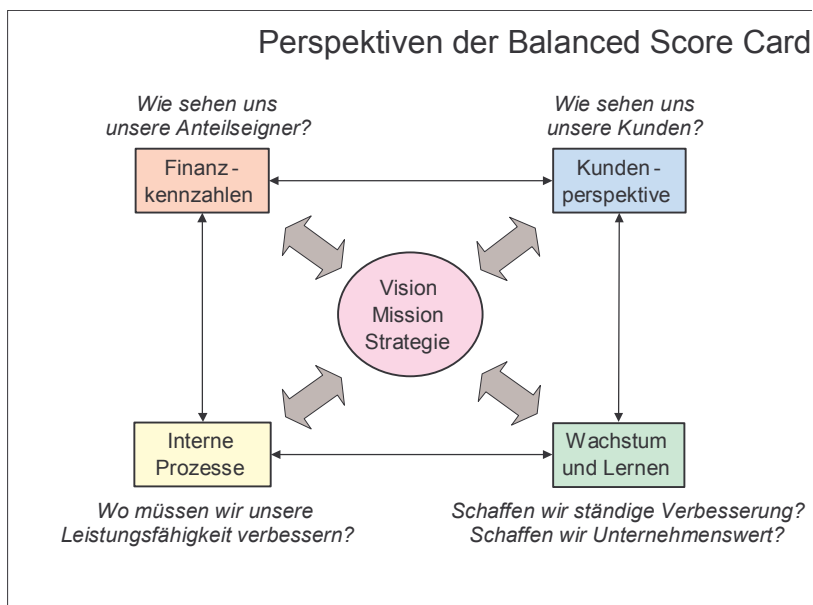 Perspektiven der Balanced Score Card
Wie sehen uns
unsere Anteilseigner?
Wie sehen uns
unsere Kunden?
Finanz-
kennzahlen
Kunden-
perspektive
Vision
Mission
Strategie
Interne
Prozesse
Wachstum
und Lernen
Wo müssen wir unsere
Leistungsfähigkeit verbessern?
Schaffen wir ständige Verbesserung?
Schaffen wir Unternehmenswert?